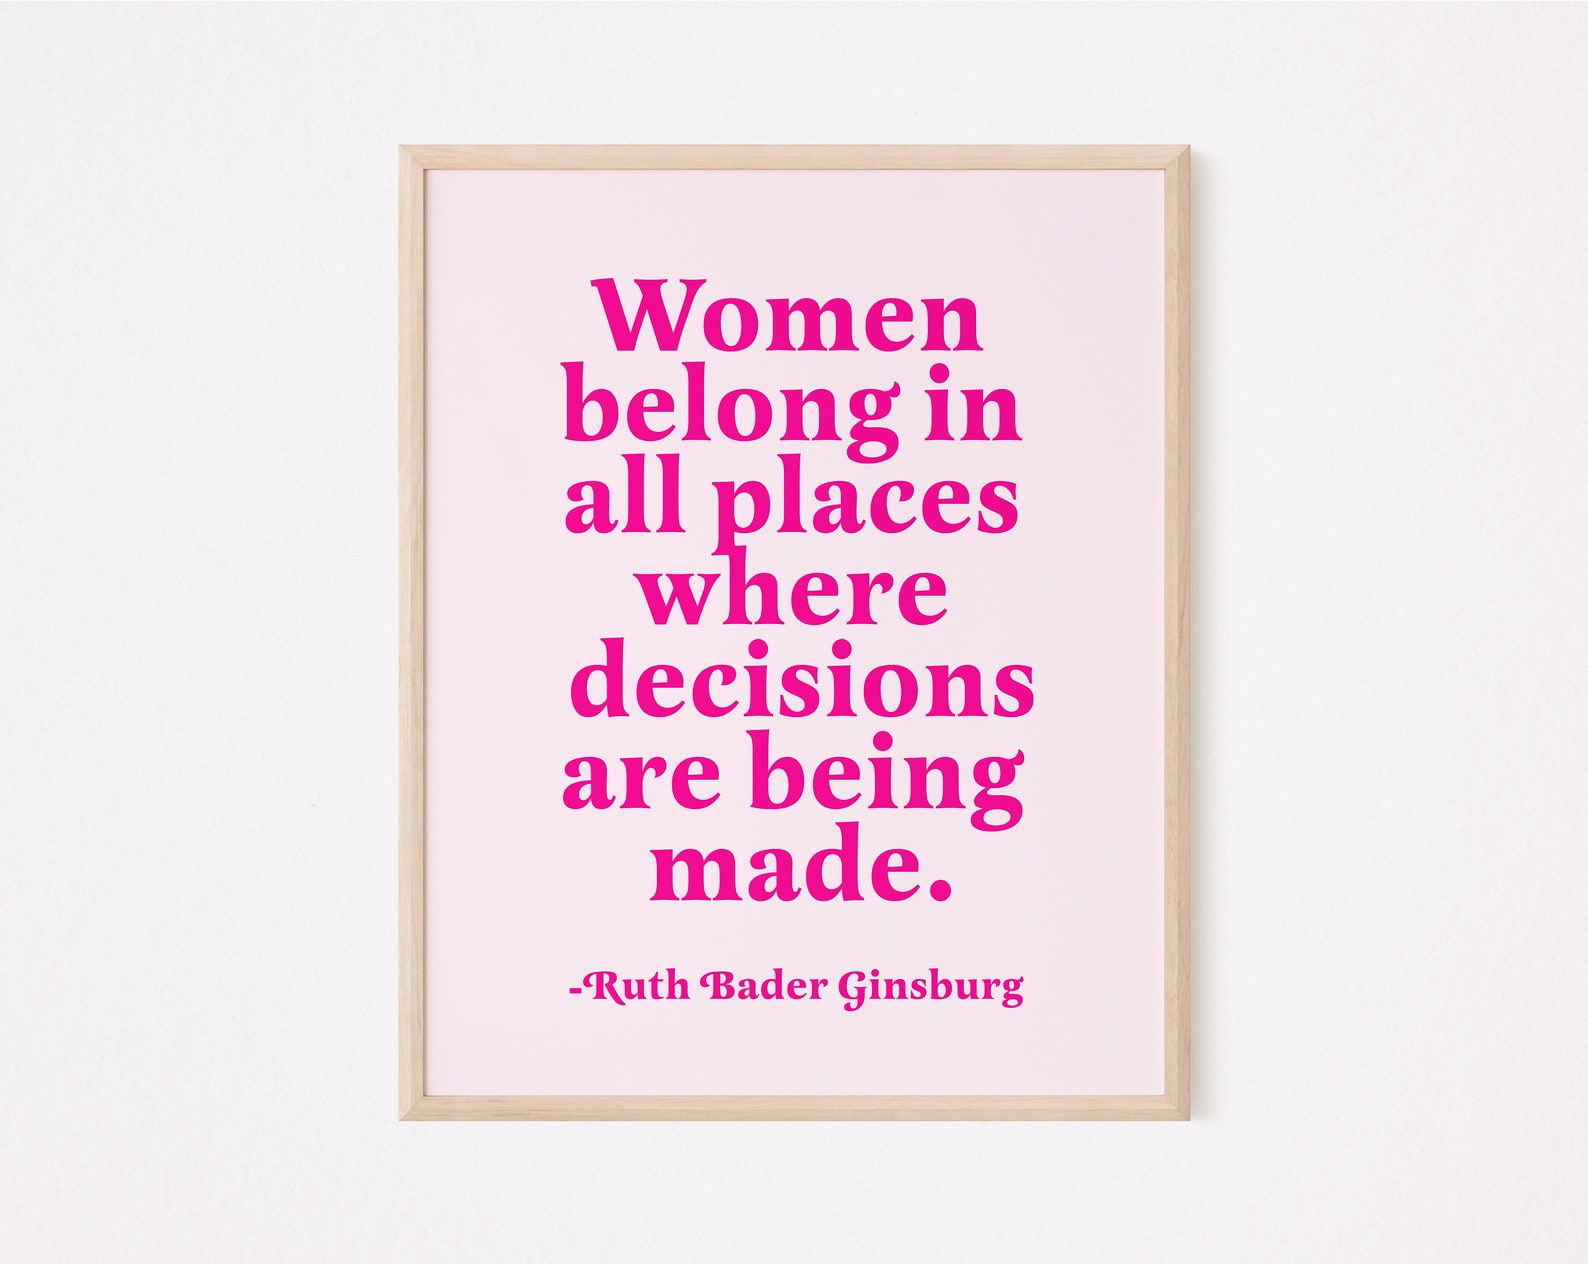 Women
belong in
all places
where
decisions
are being
made.
-Ruth Bader Ginsburg